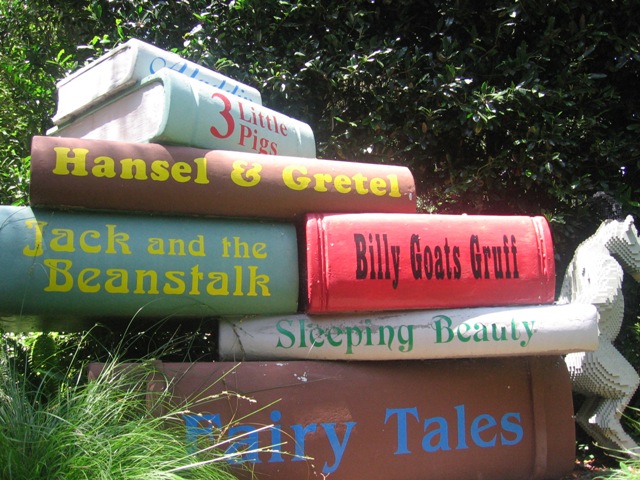 3 Little
Pigs
Hansel & Gretel
Jack and the
Beanstalk
Billy Goats Gruff
Sleeping Beauty
Fairy Tales